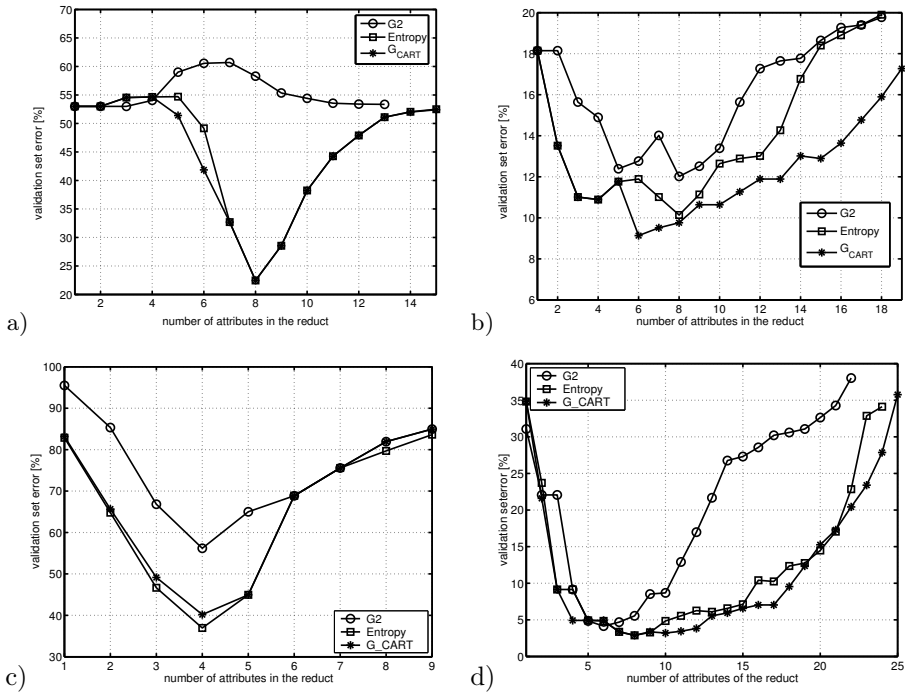 70
65
60
55
50
45
40
35
30
25
20
2 4 6 8 10 12 14
validation set error [%]
number of attributes in the reduct
G2
Entropy
G_CART
a)
20
18
16
14
12
10
8
6
2 4 6 8 10 12 14 16 18
validation set error [%]
number of attributes in the reduct
G2
Entropy
G_CART
b)
100
90
80
70
60
50
40
30
1 2 3 4 5 6 7 8 9
validation set error [%]
number of attributes in the reduct
G2
Entropy
G_CART
c)
40
35
30
25
20
15
10
5
0
5 10 15 20 25
validation seterror [%]
number of attributes of the reduct
G2
Entropy
G_CART
d)